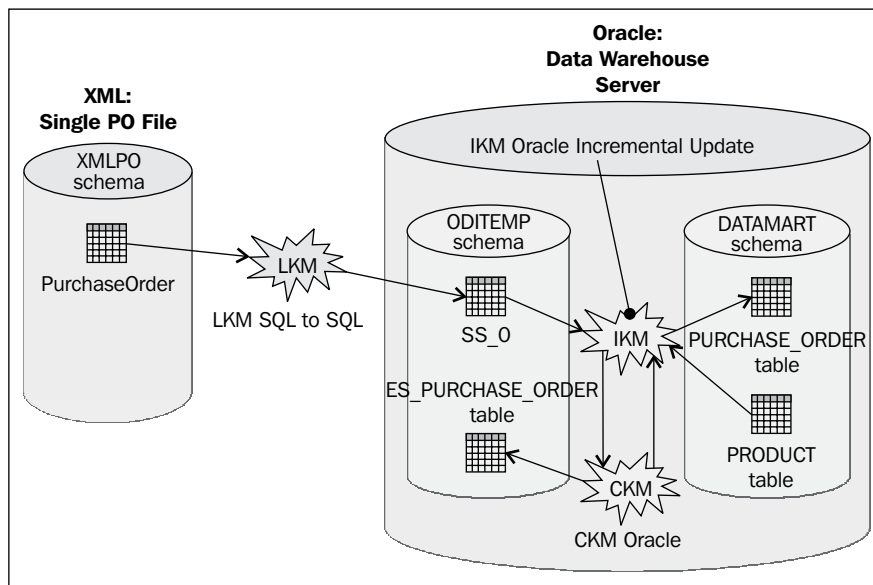 XML:
Single PO File
XMLPO
schema
PurchaseOrder
LKM
LKM SQL to SQL
Oracle:
Data Warehouse
Server
IKM Oracle Incremental Update
ODITEMP
schema
SS_0
IKM
ES_PURCHASE_ORDER
table
CKM
CKM Oracle
DATAMART
schema
PURCHASE_ORDER
table
PRODUCT
table